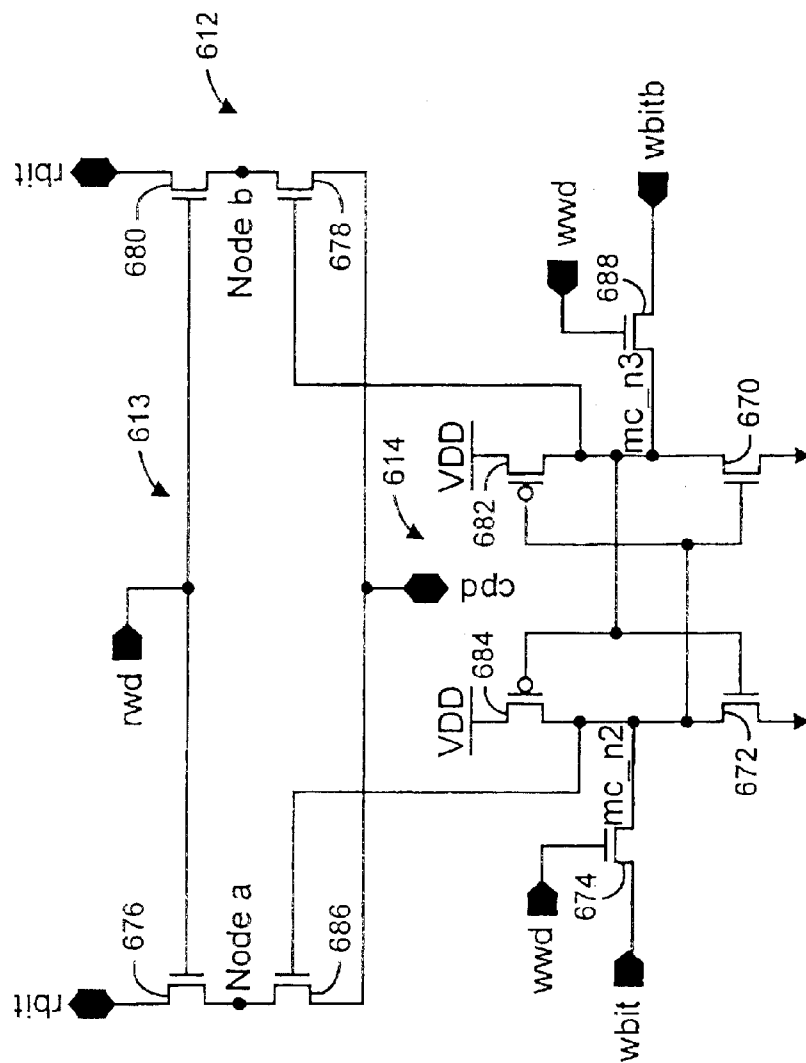 rbit
680
612
Node b
678
wwd
wbitb
688
613
614
rwd
cpd
VDD
682
mc_n3
670
VDD
684
mc_n2
672
676
Node a
686
rbit
wwd
674
wbit